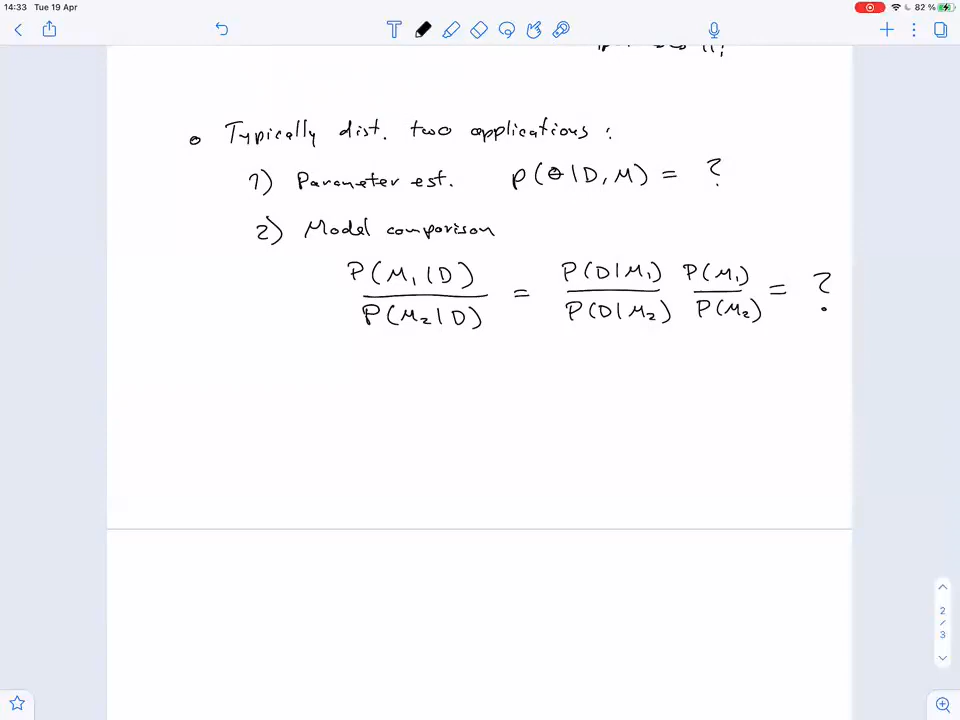 14:33 Tue 19 Apr
82 %
T
• Typically dist. two applications :
1) Parameter est. p(θ|D, M) = ?
2) Model comparison
P(M₁|D) / P(M₂|D) = P(D|M₁) / P(D|M₂) P(M₁) / P(M₂) = ?
2
/
3